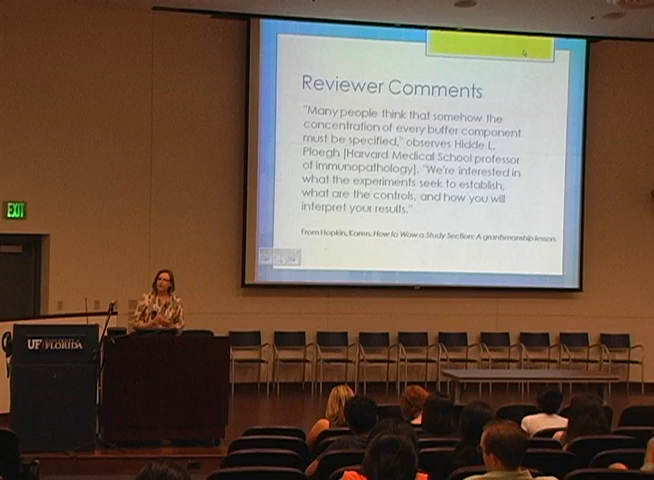 Reviewer Comments
"Many people think that somehow the
concentration of every buffer component
must be specified," observes Hidde L.
Ploegh [Harvard Medical School professor
of immunopathology]. "We're interested in
what the experiments seek to establish,
what are the controls, and how you will
interpret your results."
From Hopkin, Karen. How to Wow a Study Section: A grantsmanship lesson.
EXIT
UF UNIVERSITY of
FLORIDA